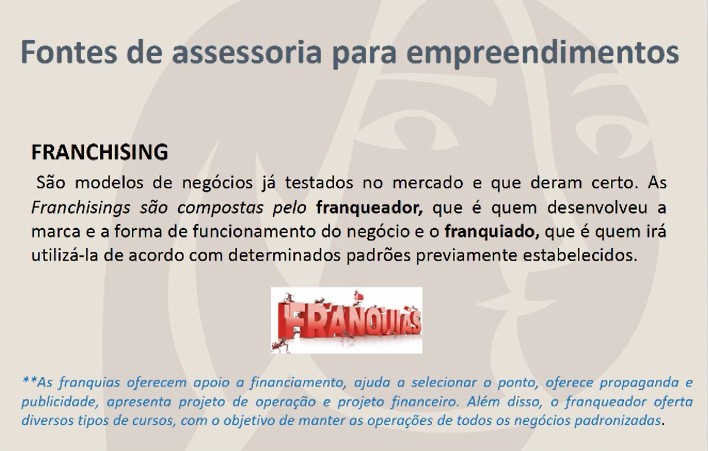 Fontes de assessoria para empreendimentos
FRANCHISING
São modelos de negócios já testados no mercado e que deram certo. As
Franchisings são compostas pelo franqueador, que é quem desenvolveu a
marca e a forma de funcionamento do negócio e o franquiado, que é quem irá
utilizá-la de acordo com determinados padrões previamente estabelecidos.
FRANQUIAS
**As franquias oferecem apoio a financiamento, ajuda a selecionar o ponto, oferece propaganda e
publicidade, apresenta projeto de operação e projeto financeiro. Além disso, o franqueador oferta
diversos tipos de cursos, com o objetivo de manter as operações de todos os negócios padronizadas.